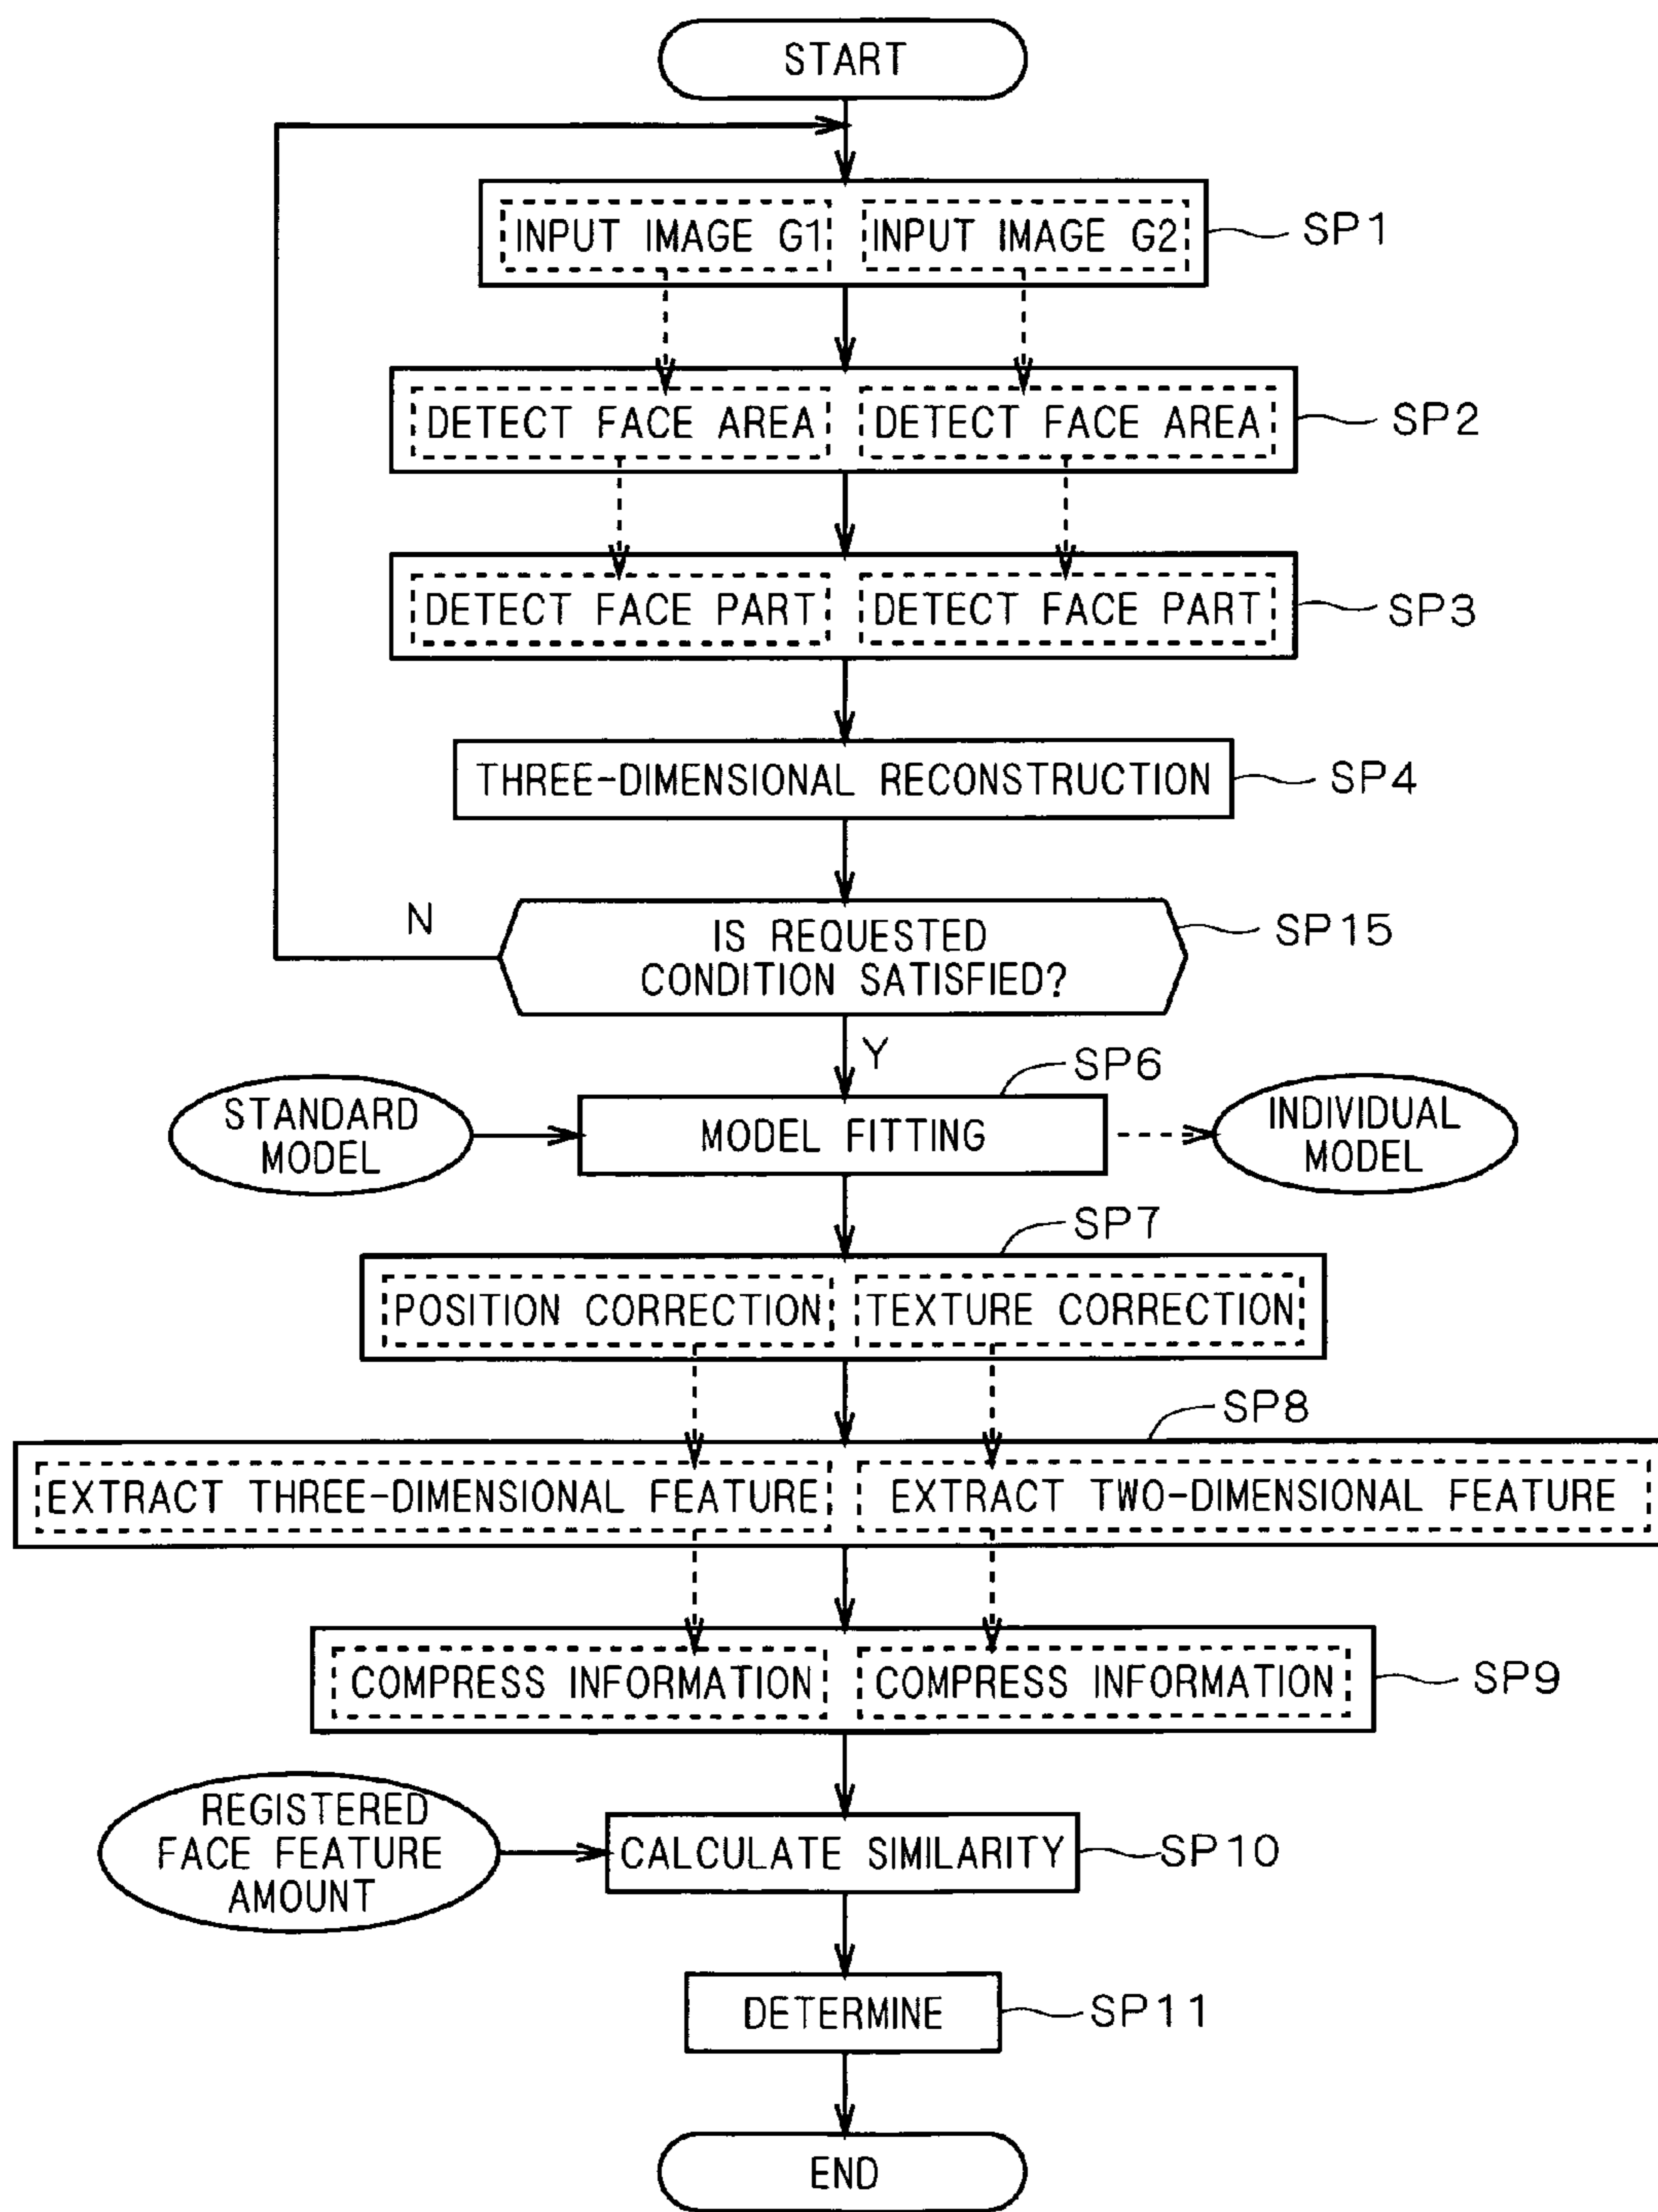 START
INPUT IMAGE G1
INPUT IMAGE G2
SP1
DETECT FACE AREA
DETECT FACE AREA
SP2
DETECT FACE PART
DETECT FACE PART
SP3
THREE-DIMENSIONAL RECONSTRUCTION
SP4
N
IS REQUESTED
CONDITION SATISFIED?
SP15
Y
SP6
STANDARD
MODEL
MODEL FITTING
INDIVIDUAL
MODEL
SP7
POSITION CORRECTION
TEXTURE CORRECTION
SP8
EXTRACT THREE-DIMENSIONAL FEATURE
EXTRACT TWO-DIMENSIONAL FEATURE
COMPRESS INFORMATION
COMPRESS INFORMATION
SP9
REGISTERED
FACE FEATURE
AMOUNT
CALCULATE SIMILARITY
SP10
DETERMINE
SP11
END